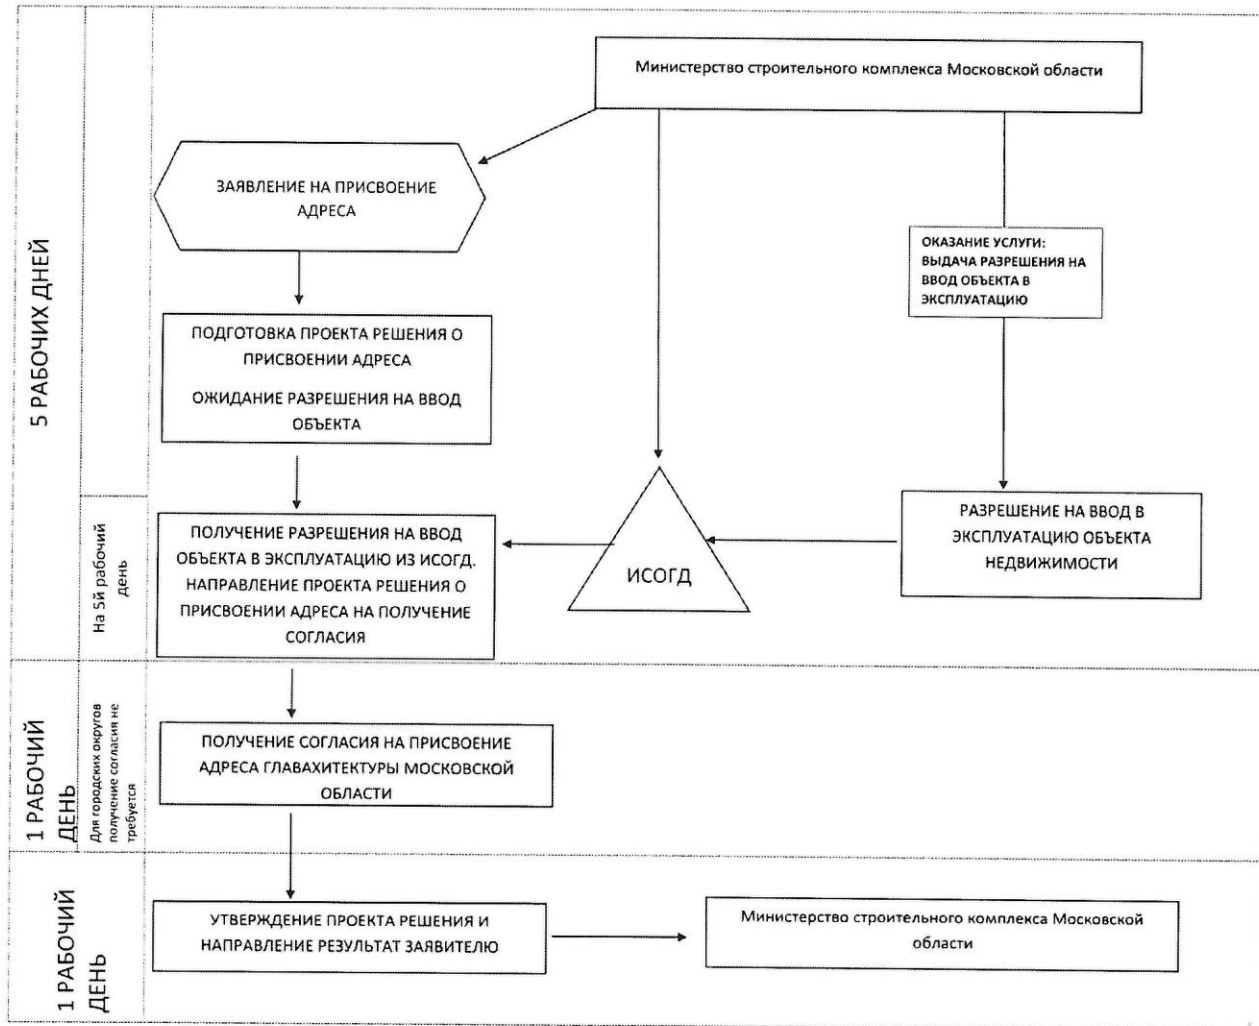 Министерство строительного комплекса Московской области
ЗАЯВЛЕНИЕ НА ПРИСВОЕНИЕ
АДРЕСА
ОКАЗАНИЕ УСЛУГИ:
ВЫДАЧА РАЗРЕШЕНИЯ НА
ВВОД ОБЪЕКТА В
ЭКСПЛУАТАЦИЮ
5 РАБОЧИХ ДНЕЙ
ПОДГОТОВКА ПРОЕКТА РЕШЕНИЯ О
ПРИСВОЕНИИ АДРЕСА
ОЖИДАНИЕ РАЗРЕШЕНИЯ НА ВВОД
ОБЪЕКТА
На 5й рабочий
день
ПОЛУЧЕНИЕ РАЗРЕШЕНИЯ НА ВВОД
ОБЪЕКТА В ЭКСПЛУАТАЦИЮ ИЗ ИСОГД.
НАПРАВЛЕНИЕ ПРОЕКТА РЕШЕНИЯ О
ПРИСВОЕНИИ АДРЕСА НА ПОЛУЧЕНИЕ
СОГЛАСИЯ
ИСОГД
РАЗРЕШЕНИЕ НА ВВОД В
ЭКСПЛУАТАЦИЮ ОБЪЕКТА
НЕДВИЖИМОСТИ
1 РАБОЧИЙ
ДЕНЬ
Для городских округов
получение согласия не
требуется
ПОЛУЧЕНИЕ СОГЛАСИЯ НА ПРИСВОЕНИЕ
АДРЕСА ГЛАВАХИТЕКТУРЫ МОСКОВСКОЙ
ОБЛАСТИ
1 РАБОЧИЙ
ДЕНЬ
УТВЕРЖДЕНИЕ ПРОЕКТА РЕШЕНИЯ И
НАПРАВЛЕНИЕ РЕЗУЛЬТАТ ЗАЯВИТЕЛЮ
Министерство строительного комплекса Московской
области